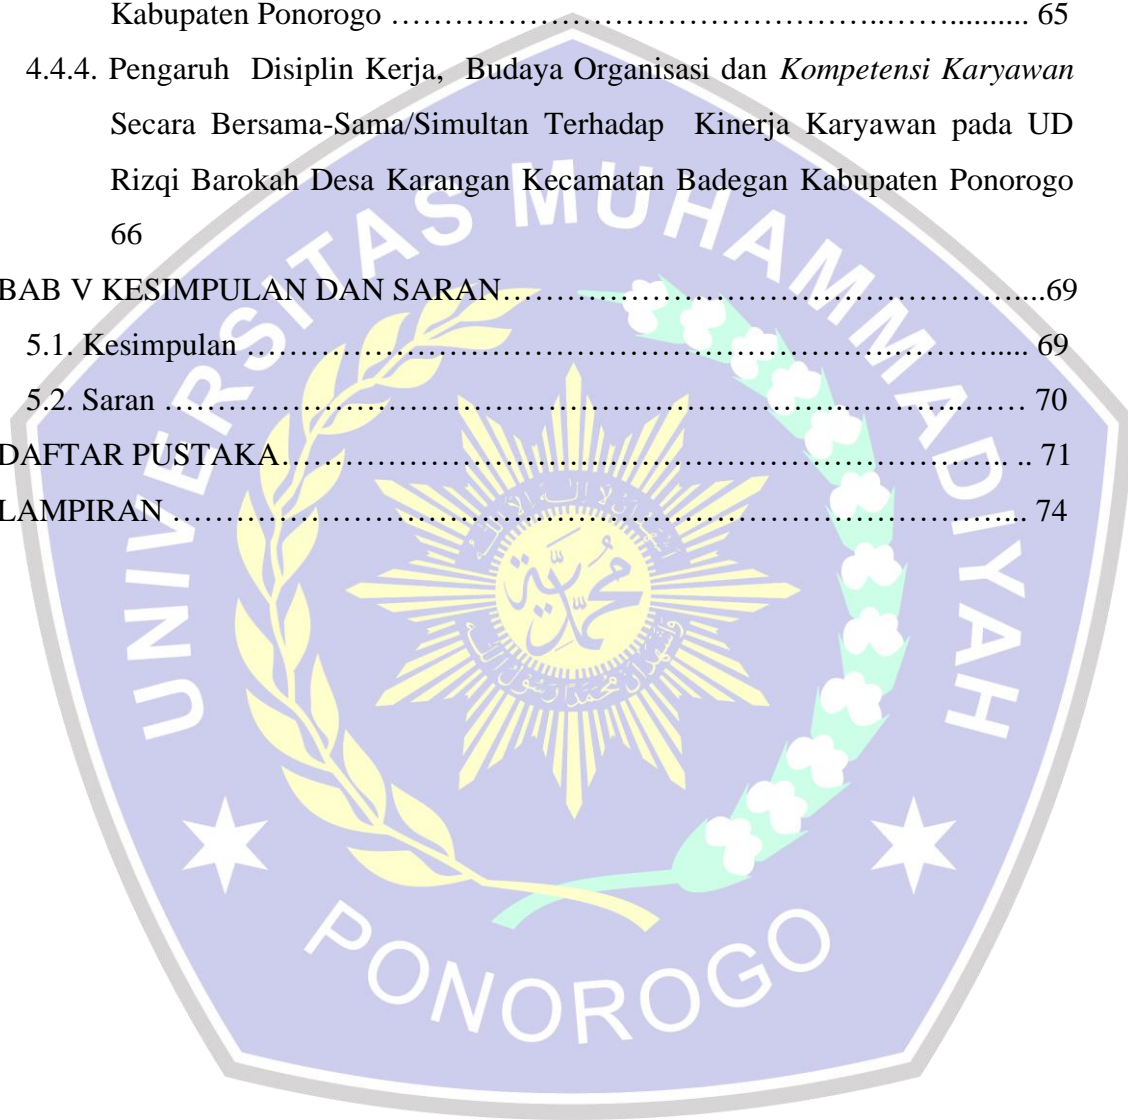 Kabupaten Ponorogo ……………………………………………..…….......... 65
4.4.4. Pengaruh Disiplin Kerja, Budaya Organisasi dan Kompetensi Karyawan
Secara Bersama-Sama/Simultan Terhadap Kinerja Karyawan pada UD
Rizqi Barokah Desa Karangan Kecamatan Badegan Kabupaten Ponorogo
66
BAB V KESIMPULAN DAN SARAN……………………………………………………....69
5.1. Kesimpulan …………………………………………………………….…………..... 69
5.2. Saran ………………………………………………………………………………… 70
DAFTAR PUSTAKA…………………………………………………………………….. .. 71
LAMPIRAN ………………………………………………………………………………... 74
UNIVERSITAS MUHAMMADIYAH
محمدية
PONOROGO